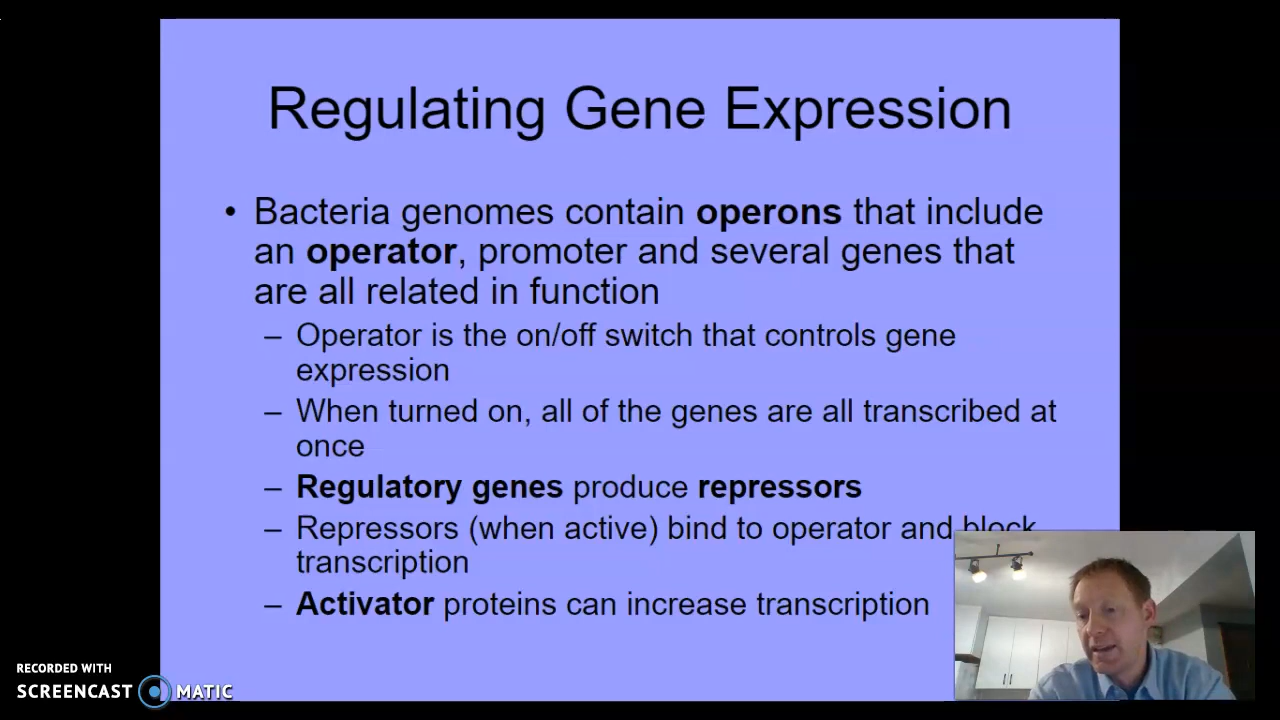 Regulating Gene Expression
• Bacteria genomes contain operons that include
an operator, promoter and several genes that
are all related in function
– Operator is the on/off switch that controls gene
expression
– When turned on, all of the genes are all transcribed at
once
– Regulatory genes produce repressors
– Repressors (when active) bind to operator and block
transcription
– Activator proteins can increase transcription
RECORDED WITH
SCREENCAST MATIC